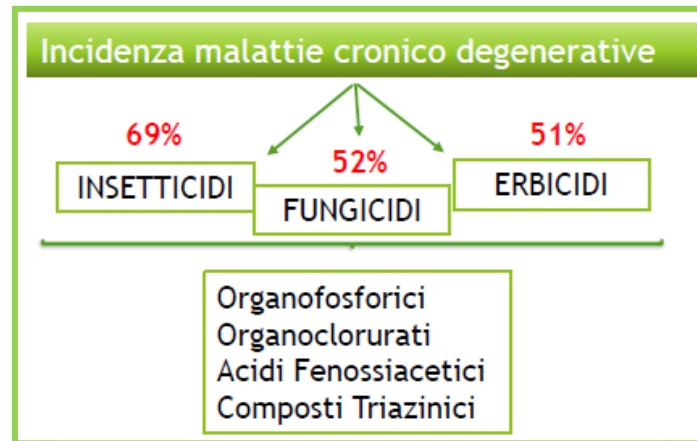 Incidenza malattie cronico degenerative
69%
52%
51%
INSETTICIDI
FUNGICIDI
ERBICIDI
Organofosforici
Organoclorurati
Acidi Fenossiacetici
Composti Triazinici